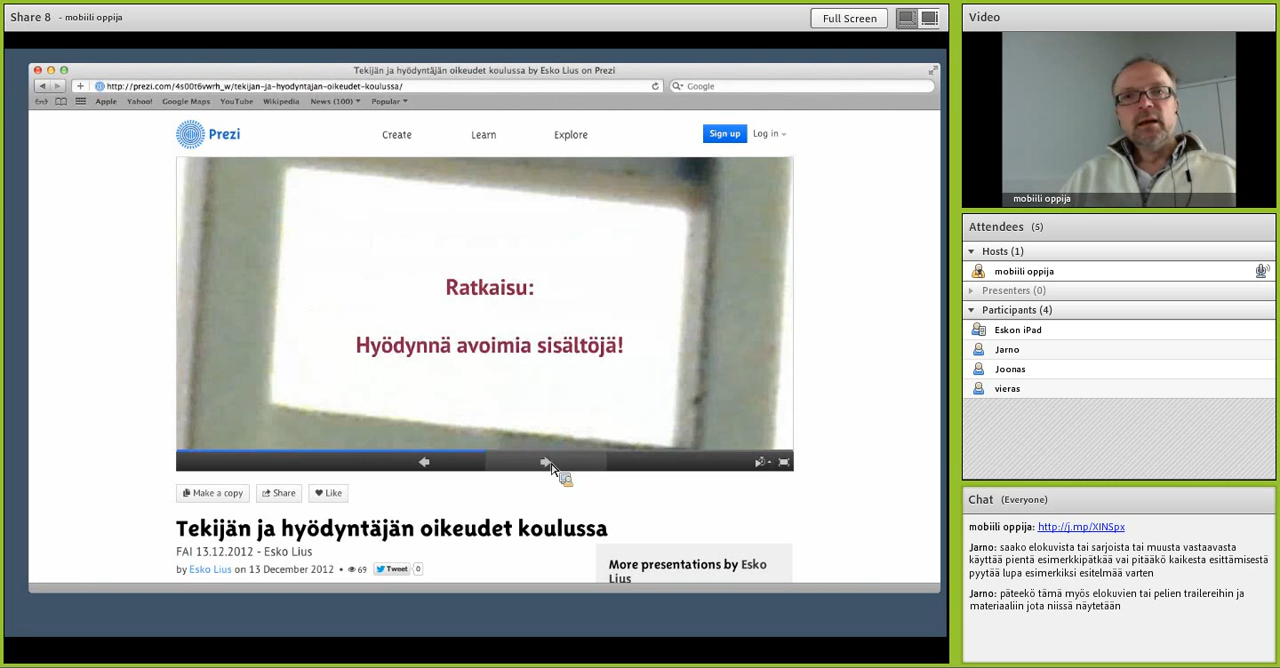 Share 8 - mobiili oppija
Full Screen
Tekijän ja hyödyntäjän oikeudet koulussa by Esko Lius on Prezi
http://prezi.com/4s00t6vwrh_w/tekijan-ja-hyodyntajan-oikeudet-koulussa/
Google
Apple Yahoo! Google Maps YouTube Wikipedia News (100) Popular
Prezi
Create Learn Explore
Sign up Log in
Ratkaisu:
Hyödynnä avoimia sisältöjä!
Make a copy Share Like
Tekijän ja hyödyntäjän oikeudet koulussa
FAI 13.12.2012 - Esko Lius
by Esko Lius on 13 December 2012 • 69 Tweet 0
More presentations by Esko
Lius
Video
mobiili oppija
Attendees (5)
Hosts (1)
mobiili oppija
Presenters (0)
Participants (4)
Eskon iPad
Jarno
Joonas
vieras
Chat (Everyone)
mobiili oppija: http://j.mp/XINSpx
Jarno: saako elokuvista tai sarjoista tai muusta vastaavasta
käyttää pientä esimerkkipätkää vai pitääkö kaikesta esittämisestä
pyytää lupa esimerkiksi esitelmää varten
Jarno: päteekö tämä myös elokuvien tai pelien trailereihin ja
materiaaliin jota niissä näytetään